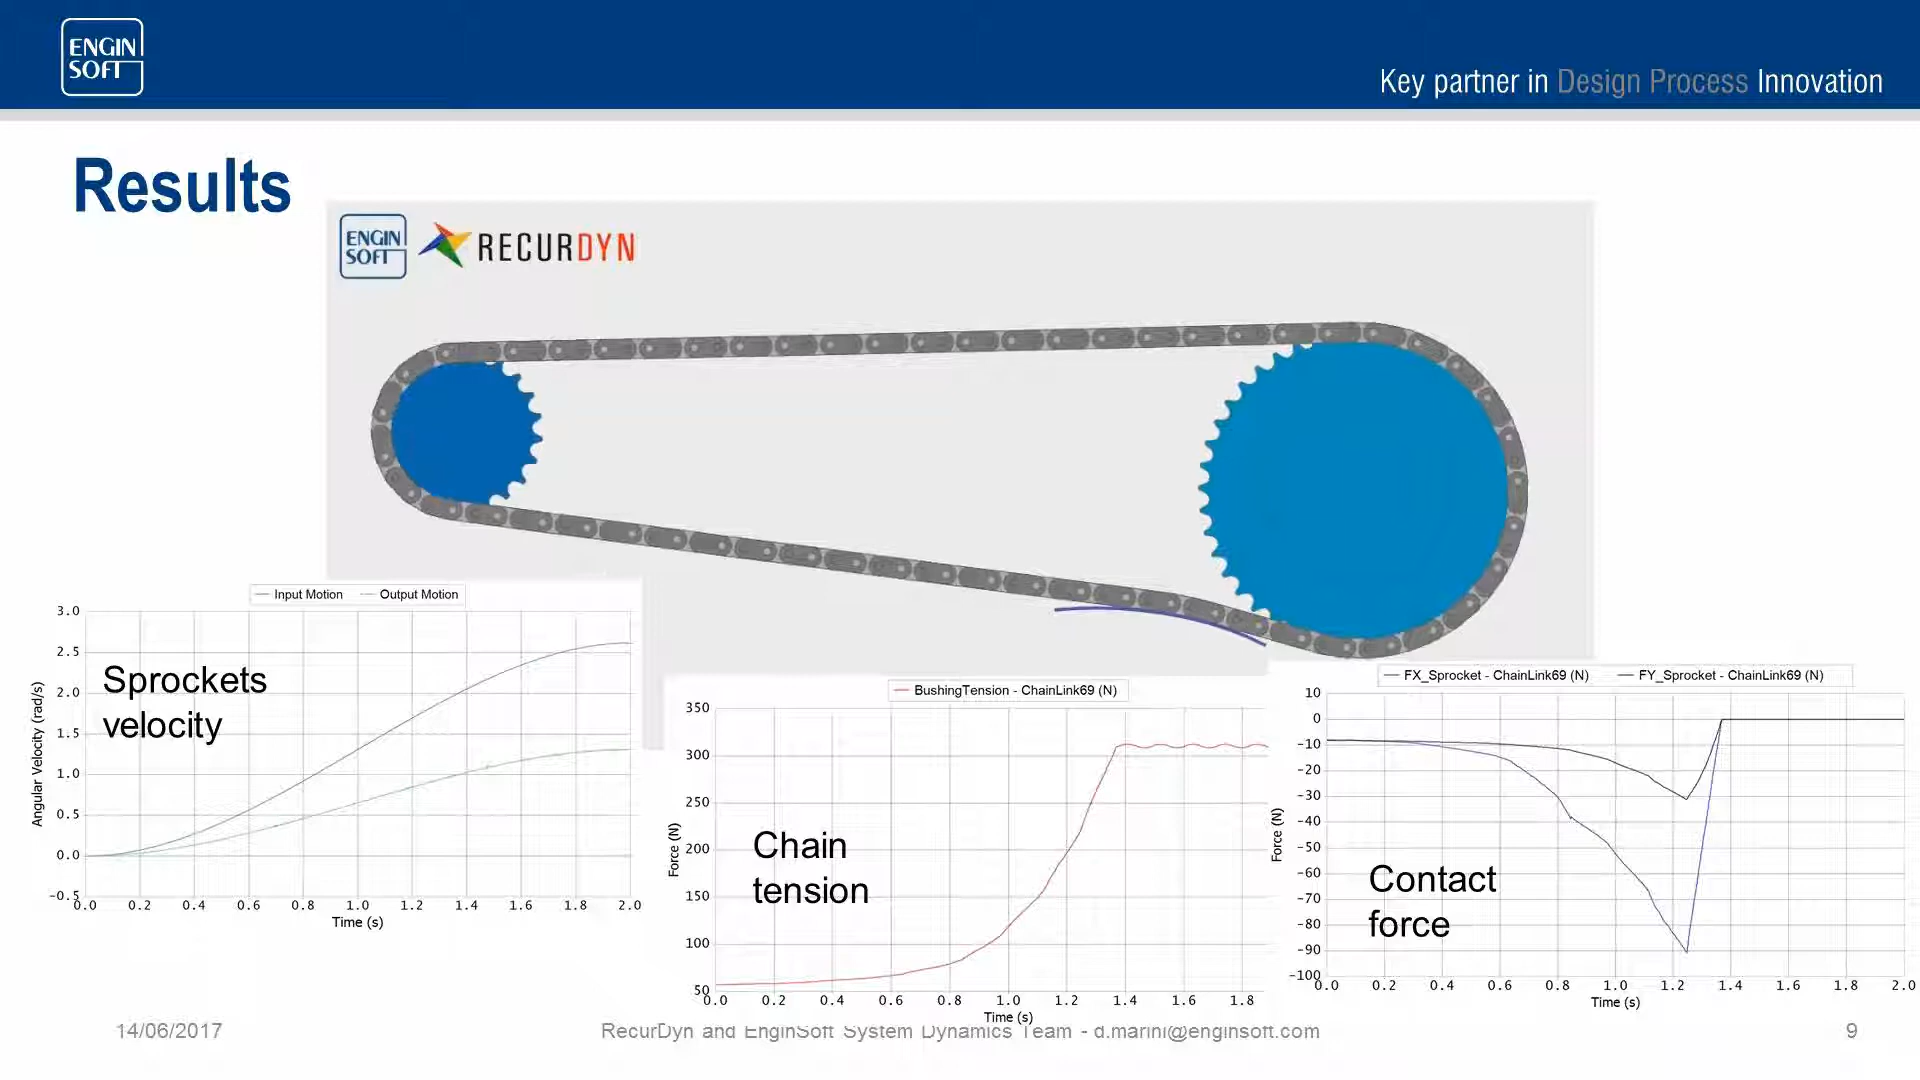 ENGIN
SOFT
Key partner in Design Process Innovation
Results
ENGIN
SOFT
RECURDYN
Input Motion Output Motion
3.0
2.5
2.0
1.5
1.0
0.5
0.0
-0.5
Angular Velocity (rad/s)
Sprockets
velocity
0.0 0.2 0.4 0.6 0.8 1.0 1.2 1.4 1.6 1.8 2.0
Time (s)
BushingTension - ChainLink69 (N)
350
300
250
200
150
100
50
Force (N)
Chain
tension
0.0 0.2 0.4 0.6 0.8 1.0 1.2 1.4 1.6 1.8
Time (s)
FX_Sprocket - ChainLink69 (N) FY_Sprocket - ChainLink69 (N)
10
0
-10
-20
-30
-40
-50
-60
-70
-80
-90
-100
Force (N)
Contact
force
0.0 0.2 0.4 0.6 0.8 1.0 1.2 1.4 1.6 1.8 2.0
Time (s)
14/06/2017
RecurDyn and EnginSoft System Dynamics Team - d.marini@enginsoft.com
9